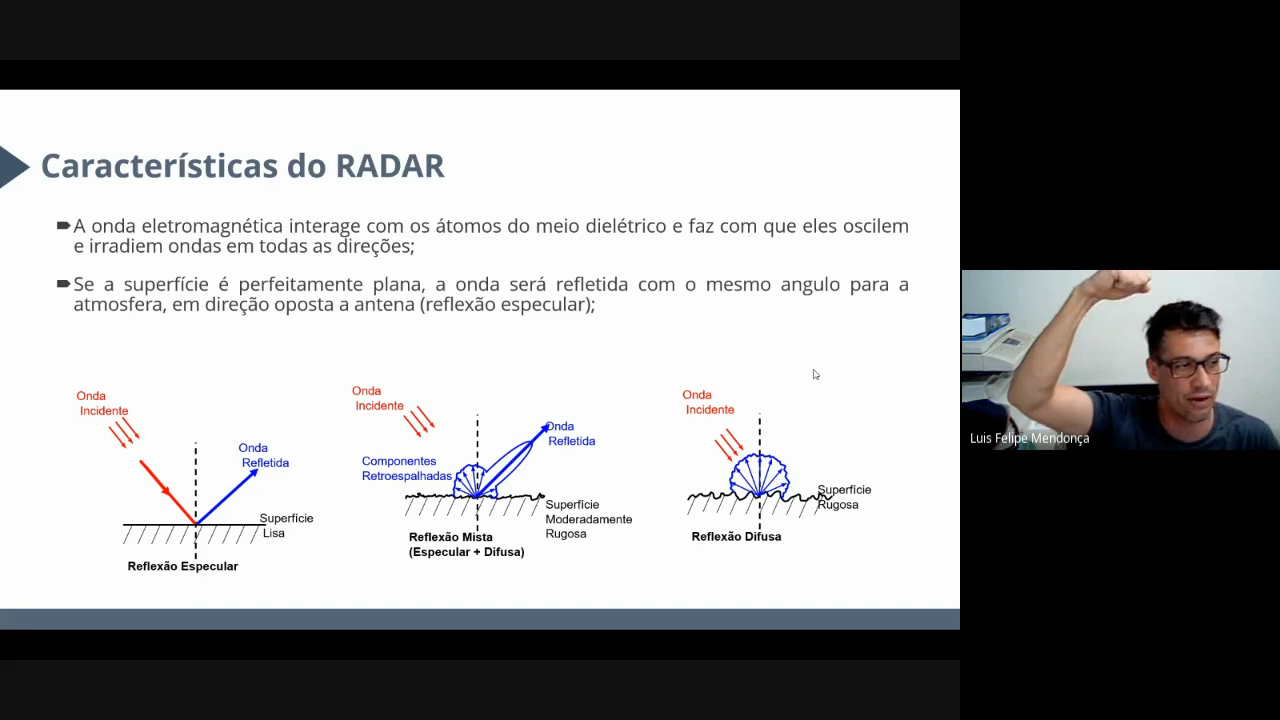 Características do RADAR
A onda eletromagnética interage com os átomos do meio dielétrico e faz com que eles oscilem
e irradiem ondas em todas as direções;
Se a superfície é perfeitamente plana, a onda será refletida com o mesmo angulo para a
atmosfera, em direção oposta a antena (reflexão especular);
Onda
Incidente
Onda
Refletida
Superfície
Lisa
Reflexão Especular
Onda
Incidente
Onda
Refletida
Componentes
Retroespalhadas
Superfície
Moderadamente
Rugosa
Reflexão Mista
(Especular + Difusa)
Onda
Incidente
Superfície
Rugosa
Reflexão Difusa
Luis Felipe Mendonça